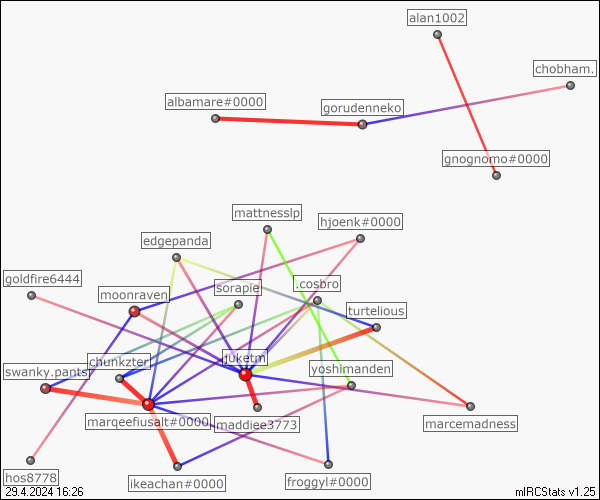 alan1002
chobham.
albamare#0000
gorudenneko
gnognomo#0000
mattnesslp
hjoenk#0000
edgepanda
goldfire6444
moonraven
sorapie
.cosbro
turtelious
swanky.pants
chunkzter
juketm
yoshimanden
marqeefiusalt#0000
maddiee3773
marcemadness
hos8778
ikeachan#0000
froggyl#0000
29.4.2024 16:26
mIRCStats v1.25